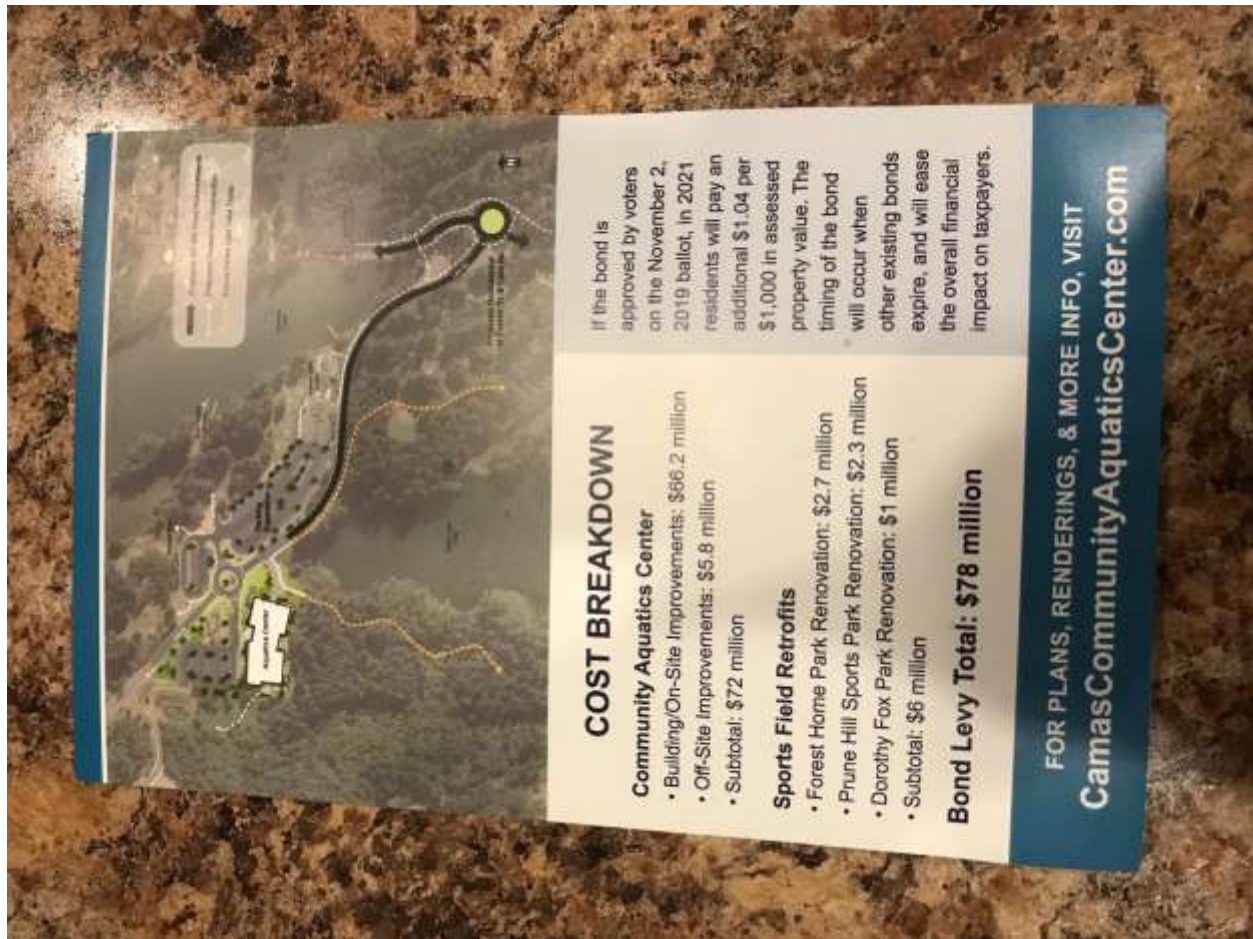 Aquatics Center
COST BREAKDOWN
Community Aquatics Center
• Building/On-Site Improvements: $66.2 million
• Off-Site Improvements: $5.8 million
• Subtotal: $72 million
Sports Field Retrofits
• Forest Home Park Renovation: $2.7 million
• Prune Hill Sports Park Renovation: $2.3 million
• Dorothy Fox Park Renovation: $1 million
• Subtotal: $6 million
Bond Levy Total: $78 million
If the bond is
approved by voters
on the November 2,
2019 ballot, in 2021
residents will pay an
additional $1.04 per
$1,000 in assessed
property value. The
timing of the bond
will occur when
other existing bonds
expire, and will ease
the overall financial
impact on taxpayers.
FOR PLANS, RENDERINGS, & MORE INFO, VISIT
CamasCommunityAquaticsCenter.com